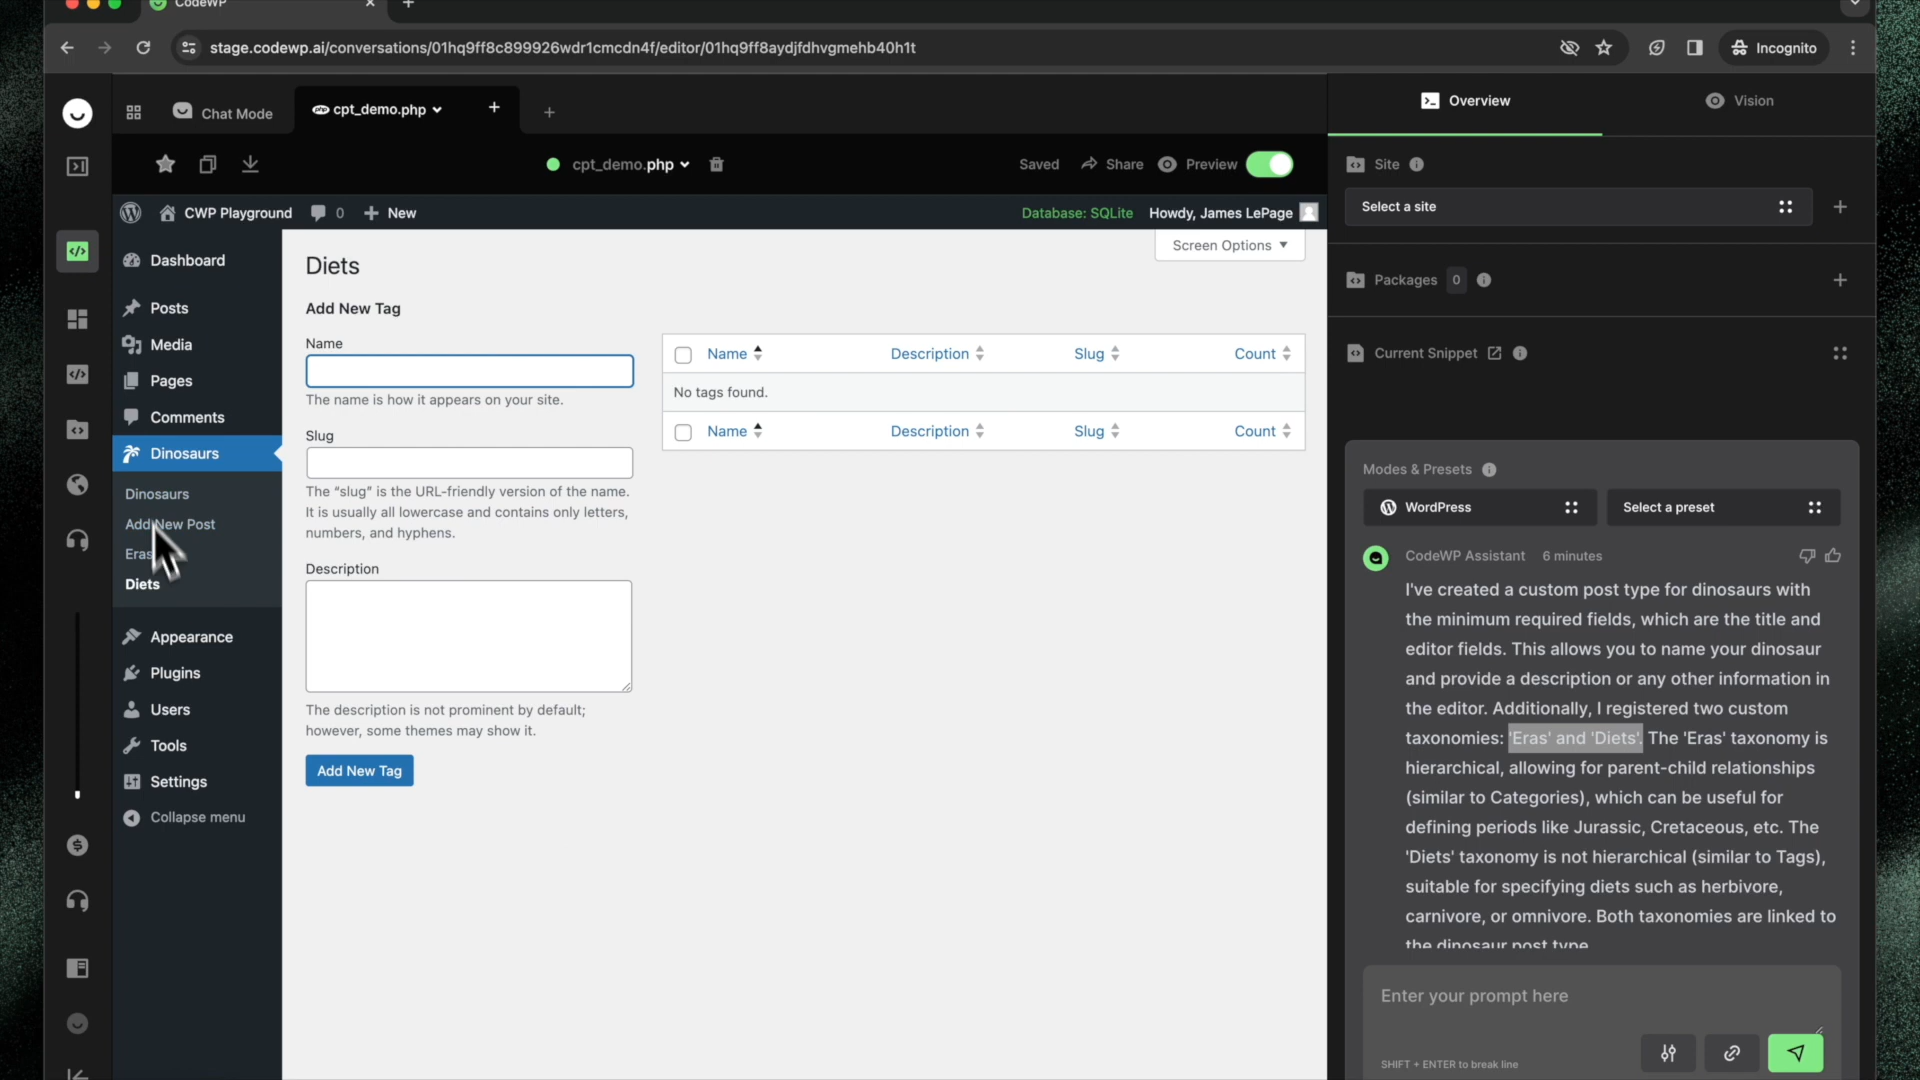 CodeWP
stage.codewp.ai/conversations/01hq9ff8c899926wdr1cmcdn4f/editor/01hq9ff8aydjfdhvgmehb40h1t
Incognito
Chat Mode
php cpt_demo.php
Overview
Vision
cpt_demo.php
Saved
Share
Preview
Site
Select a site
CWP Playground
0
New
Database: SQLite
Howdy, James LePage
Screen Options
Dashboard
Posts
Media
Pages
Comments
Dinosaurs
Dinosaurs
Add New Post
Eras
Diets
Appearance
Plugins
Users
Tools
Settings
Collapse menu
Diets
Add New Tag
Name
The name is how it appears on your site.
Slug
The “slug” is the URL-friendly version of the name.
It is usually all lowercase and contains only letters,
numbers, and hyphens.
Description
The description is not prominent by default;
however, some themes may show it.
Add New Tag
Name Description Slug Count
No tags found.
Name Description Slug Count
Packages 0
Current Snippet
Modes & Presets
WordPress
Select a preset
CodeWP Assistant 6 minutes
I've created a custom post type for dinosaurs with
the minimum required fields, which are the title and
editor fields. This allows you to name your dinosaur
and provide a description or any other information in
the editor. Additionally, I registered two custom
taxonomies: 'Eras' and 'Diets'. The 'Eras' taxonomy is
hierarchical, allowing for parent-child relationships
(similar to Categories), which can be useful for
defining periods like Jurassic, Cretaceous, etc. The
'Diets' taxonomy is not hierarchical (similar to Tags),
suitable for specifying diets such as herbivore,
carnivore, or omnivore. Both taxonomies are linked to
the dinosaur post type
Enter your prompt here
SHIFT + ENTER to break line